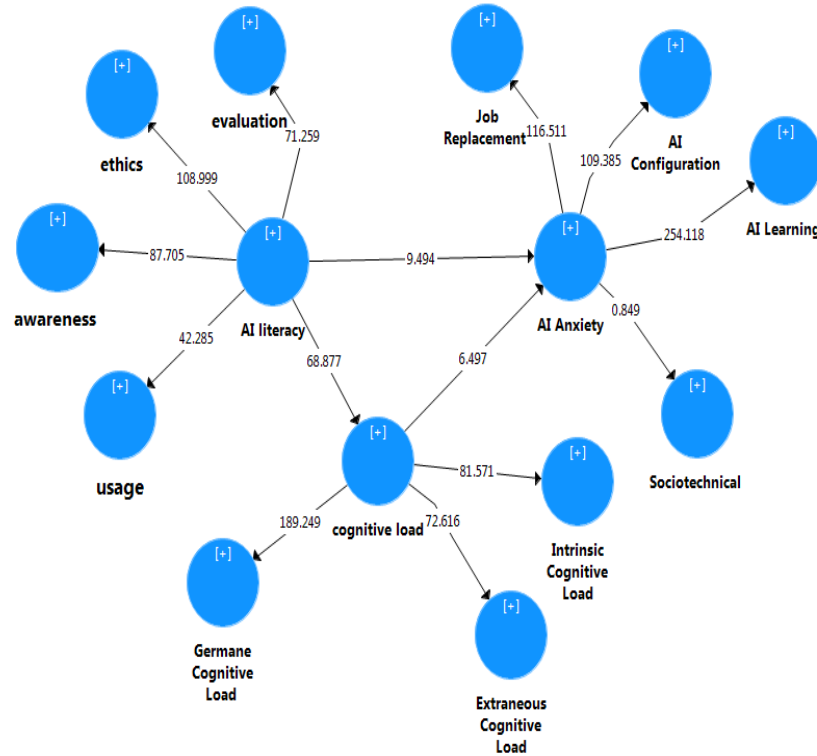 [+]
evaluation
[+]
ethics
[+]
Job
Replacement
[+]
AI
Configuration
[+]
AI Learning
71.259
108.999
116.511
109.385
254.118
[+]
awareness
87.705
[+]
AI literacy
9.494
[+]
AI Anxiety
0.849
42.285
68.877
6.497
[+]
usage
[+]
cognitive load
[+]
Sociotechnical
81.571
189.249
72.616
[+]
Intrinsic
Cognitive
Load
[+]
Germane
Cognitive
Load
[+]
Extraneous
Cognitive
Load